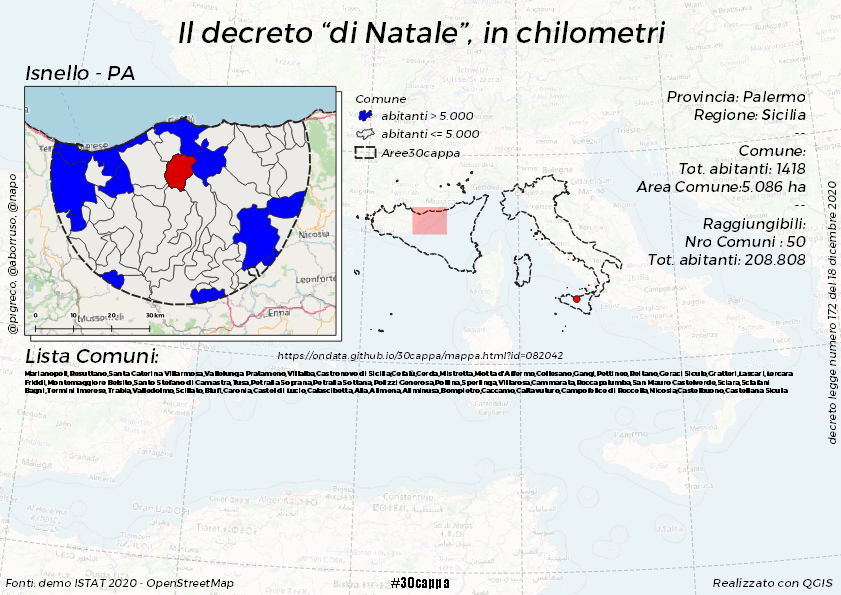 Il decreto “di Natale”, in chilometri
Isnello - PA
Comune
abitanti > 5.000
abitanti <= 5.000
Aree30cappa
Nicosia
Leonforte
Enna
0 10 20 30 km
Provincia: Palermo
Regione: Sicilia
--
Comune:
Tot. abitanti: 1418
Area Comune:5.086 ha
--
Raggiungibili:
Nro Comuni : 50
Tot. abitanti: 208.808
@pigreco, @aborruso, @napo
decreto legge numero 172 del 18 dicembre 2020
Lista Comuni:
https://ondata.github.io/30cappa/mappa.html?id=082042
Marianopoli,Resuttano,Santa Caterina Villarmosa,Vallelunga Pratameno,Villalba,Castronovo di Sicilia,Cefalù,Cerda,Mistretta,Motta d'Affermo,Collesano,Gangi,Pettineo,Reitano,Geraci Siculo,Gratteri,Lascari,Lercara
Friddi,Montemaggiore Belsito,Santo Stefano di Camastra,Tusa,Petralia Soprana,Petralia Sottana,Polizzi Generosa,Pollina,Sperlinga,Villarosa,Cammarata,Roccapalumba,San Mauro Castelverde,Sciara,Sclafani
Bagni,Termini Imerese,Trabia,Valledolmo,Scillato,Blufi,Caronia,Castel di Lucio,Calascibetta,Alia,Alimena,Aliminusa,Bompietro,Caccamo,Caltavuturo,Campofelice di Roccella,Nicosia,Castelbuono,Castellana Sicula
Constantine
Malta
Fonti: demo ISTAT 2020 - OpenStreetMap
#30cappa
Realizzato con QGIS